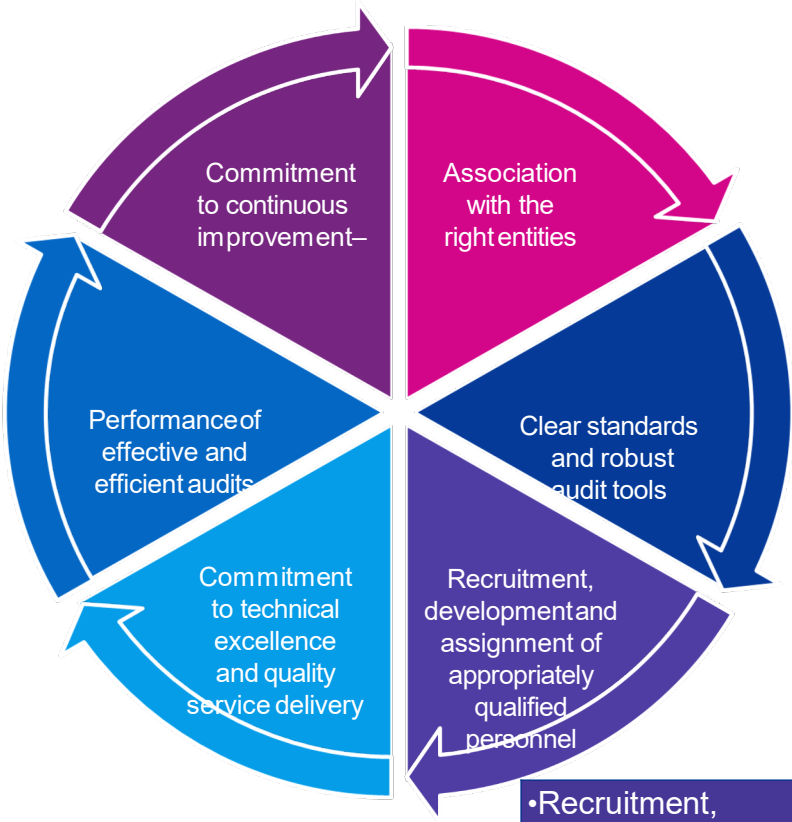 Commitment
to continuous
improvement–
Association
with the
right entities
Clear standards
and robust
audit tools
Recruitment,
development and
assignment of
appropriately
qualified
personnel
Commitment
to technical
excellence
and quality
service delivery
Performance of
effective and
efficient audits
•Recruitment,